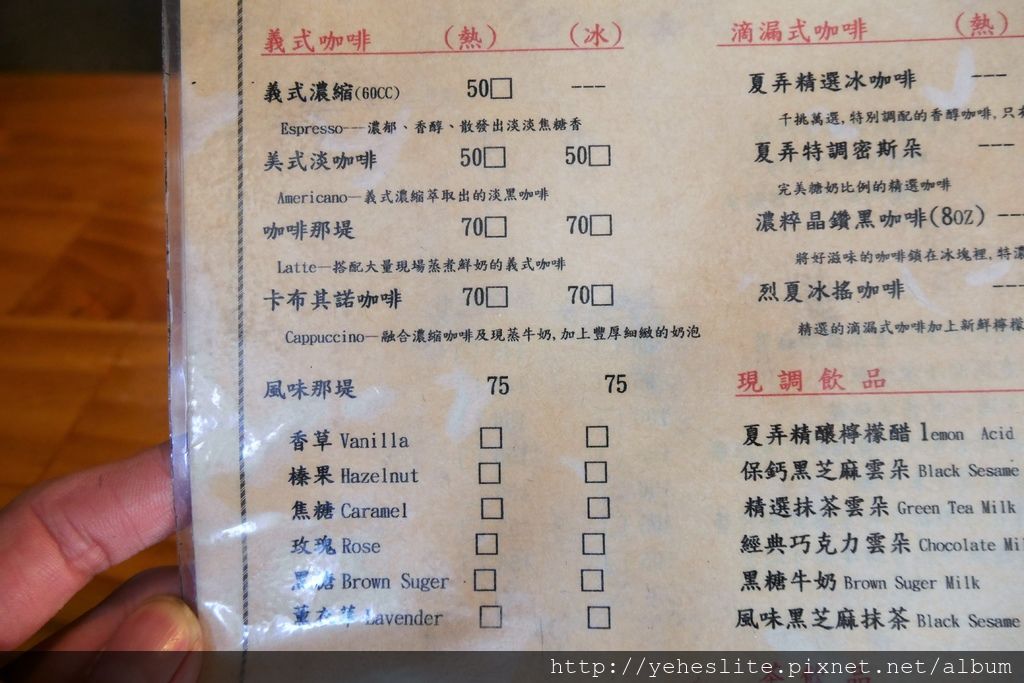 義式咖啡 (熱) (冰)
義式濃縮(60CC) 50□ ---
Espresso---濃郁、香醇、散發出淡淡焦糖香
美式淡咖啡 50□ 50□
Americano—義式濃縮萃取出的淡黑咖啡
咖啡那堤 70□ 70□
Latte—搭配大量現場蒸煮鮮奶的義式咖啡
卡布其諾咖啡 70□ 70□
Cappuccino—融合濃縮咖啡及現蒸牛奶,加上豐厚細緻的奶泡
風味那堤 75 75
香草 Vanilla □ □
榛果 Hazelnut □ □
焦糖 Caramel □ □
玫瑰 Rose □ □
黑糖 Brown Suger □ □
薰衣草 Lavender □ □
滴漏式咖啡 (熱)
夏弄精選冰咖啡 ---
千挑萬選,特別調配的香醇咖啡,只有
夏弄特調密斯朵 ---
完美糖奶比例的精選咖啡
濃粹晶鑽黑咖啡(8OZ) ---
將好滋味的咖啡鎖在冰塊裡,特濃
烈夏冰搖咖啡 ---
精選的滴漏式咖啡加上新鮮檸檬
現調飲品
夏弄精釀檸檬醋 lemon Acid
保鈣黑芝麻雲朵 Black Sesame
精選抹茶雲朵 Green Tea Milk
經典巧克力雲朵 Chocolate Mi
黑糖牛奶 Brown Suger Milk
風味黑芝麻抹茶 Black Sesame
http://yeheslite.pixnet.net/album